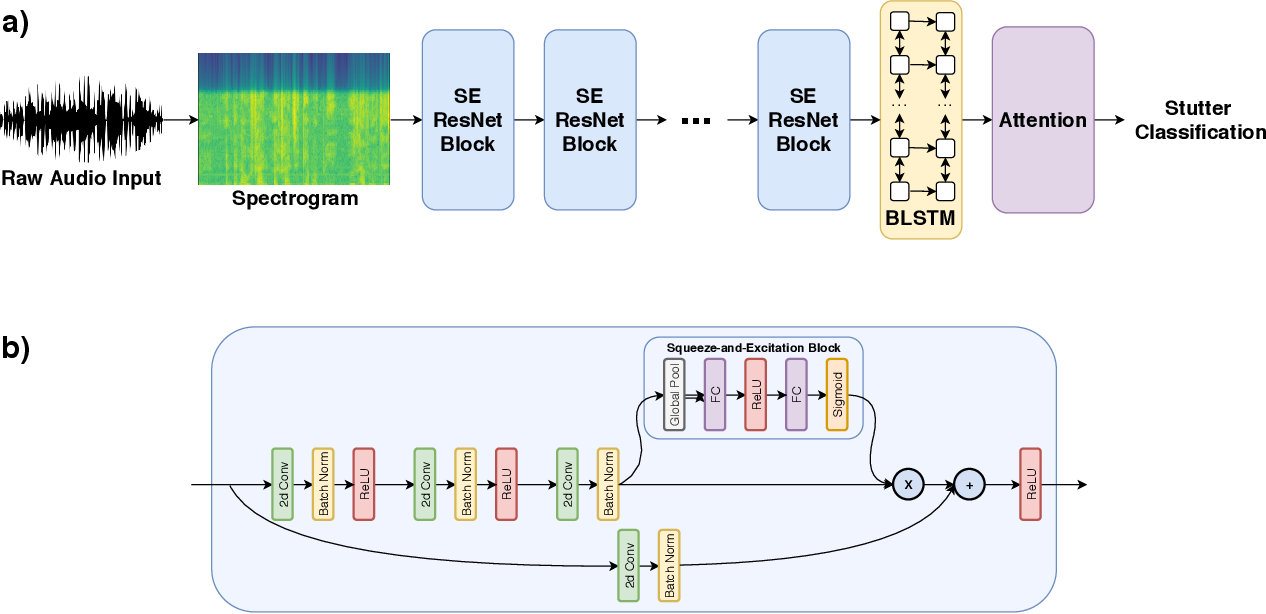 a)
Raw Audio Input
Spectrogram
SE
ResNet
Block
SE
ResNet
Block
...
SE
ResNet
Block
...
...
BLSTM
Attention
Stutter
Classification
b)
Squeeze-and-Excitation Block
Global Pool
FC
ReLU
FC
Sigmoid
2d Conv
Batch Norm
ReLU
2d Conv
Batch Norm
ReLU
2d Conv
Batch Norm
X
+
ReLU
2d Conv
Batch Norm